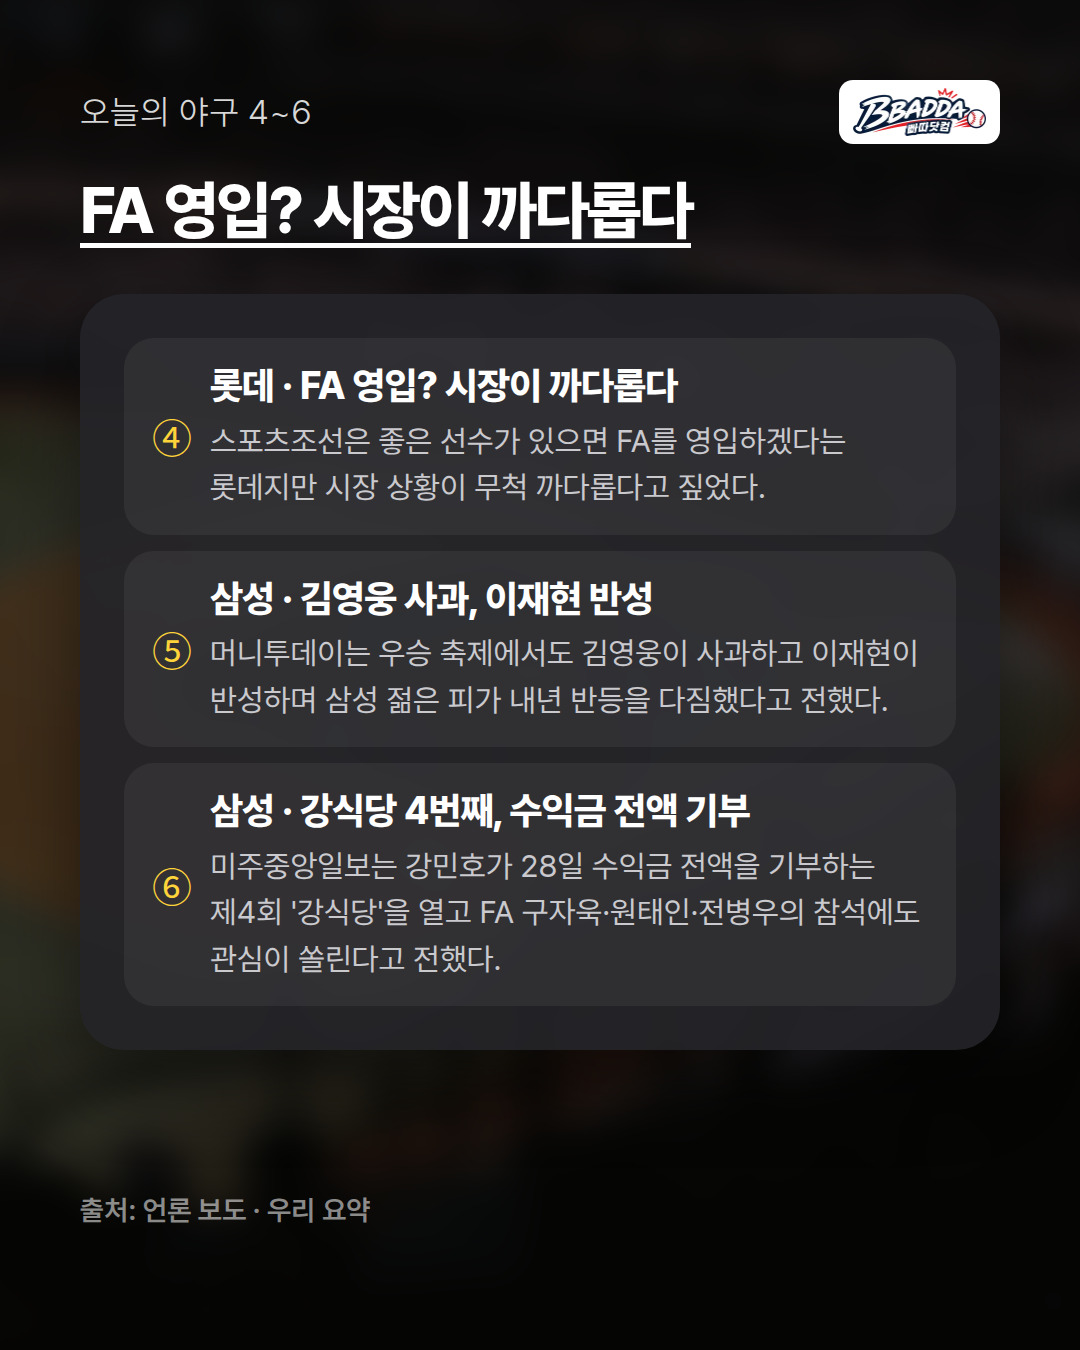 오늘의 야구 4~6
BBADDA
빠따닷컴
FA 영입? 시장이 까다롭다
롯데 · FA 영입? 시장이 까다롭다
④ 스포츠조선은 좋은 선수가 있으면 FA를 영입하겠다는
롯데지만 시장 상황이 무척 까다롭다고 짚었다.
삼성 · 김영웅 사과, 이재현 반성
⑤ 머니투데이는 우승 축제에서도 김영웅이 사과하고 이재현이
반성하며 삼성 젊은 피가 내년 반등을 다짐했다고 전했다.
삼성 · 강식당 4번째, 수익금 전액 기부
미주중앙일보는 강민호가 28일 수익금 전액을 기부하는
⑥ 제4회 '강식당'을 열고 FA 구자욱·원태인·전병우의 참석에도
관심이 쏠린다고 전했다.
출처: 언론 보도 · 우리 요약